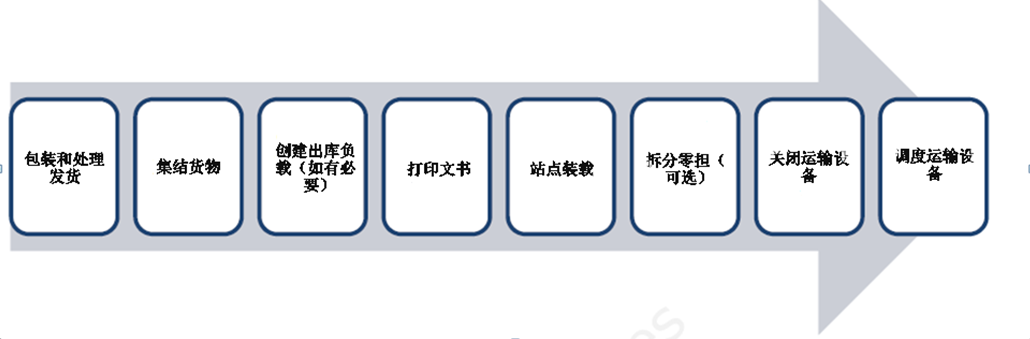 包装和处理
发货
集结货物
创建出库负
载（如有必
要）
打印文书
站点装载
拆分零担（
可选）
关闭运输设
备
调度运输设
备